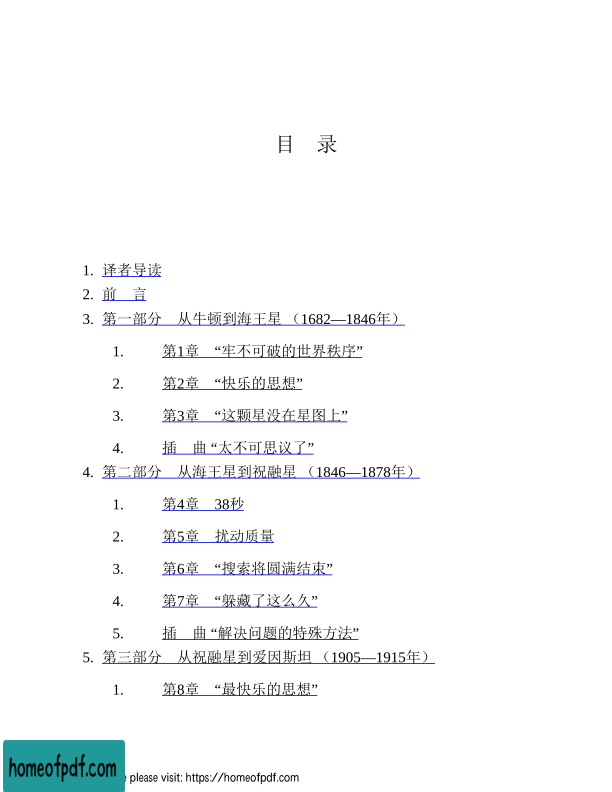 目　录
1. 译者导读
2. 前　言
3. 第一部分　从牛顿到海王星（1682—1846年）
1. 第1章　“牢不可破的世界秩序”
2. 第2章　“快乐的思想”
3. 第3章　“这颗星没在星图上”
4. 插　曲 “太不可思议了”
4. 第二部分　从海王星到祝融星（1846—1878年）
1. 第4章　38秒
2. 第5章　扰动质量
3. 第6章　“搜索将圆满结束”
4. 第7章　“躲藏了这么久”
5. 插　曲 “解决问题的特殊方法”
5. 第三部分　从祝融星到爱因斯坦（1905—1915年）
1. 第8章　“最快乐的思想”
homeofpdf.com
please visit: https://homeofpdf.com